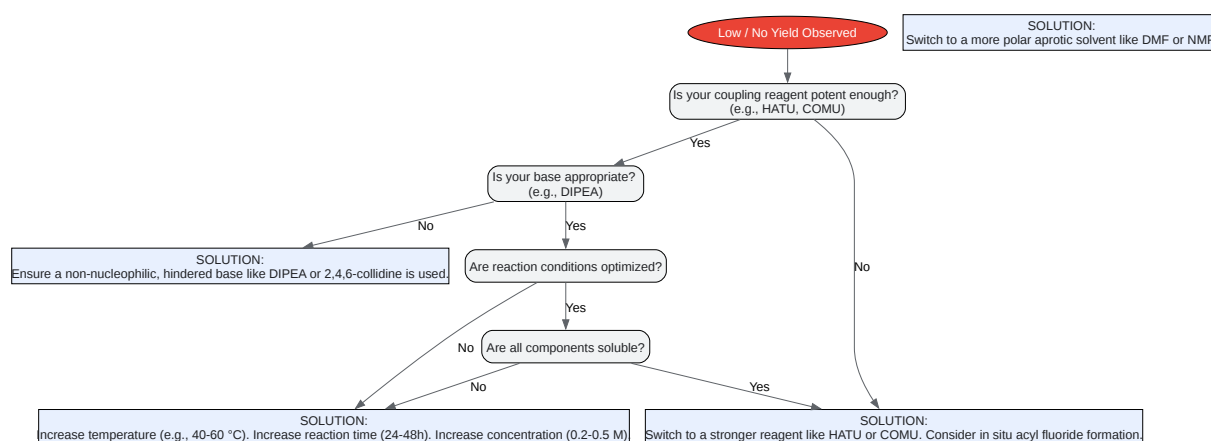 Low / No Yield Observed
SOLUTION:
Switch to a more polar aprotic solvent like DMF or NMP
Is your coupling reagent potent enough?
(e.g., HATU, COMU)
Yes
Is your base appropriate?
(e.g., DIPEA)
No
Yes
SOLUTION:
Ensure a non-nucleophilic, hindered base like DIPEA or 2,4,6-collidine is used.
Are reaction conditions optimized?
No
Yes
No
Are all components soluble?
No
Yes
SOLUTION:
Increase temperature (e.g., 40-60 °C). Increase reaction time (24-48h). Increase concentration (0.2-0.5 M)
SOLUTION:
Switch to a stronger reagent like HATU or COMU. Consider in situ acyl fluoride formation.